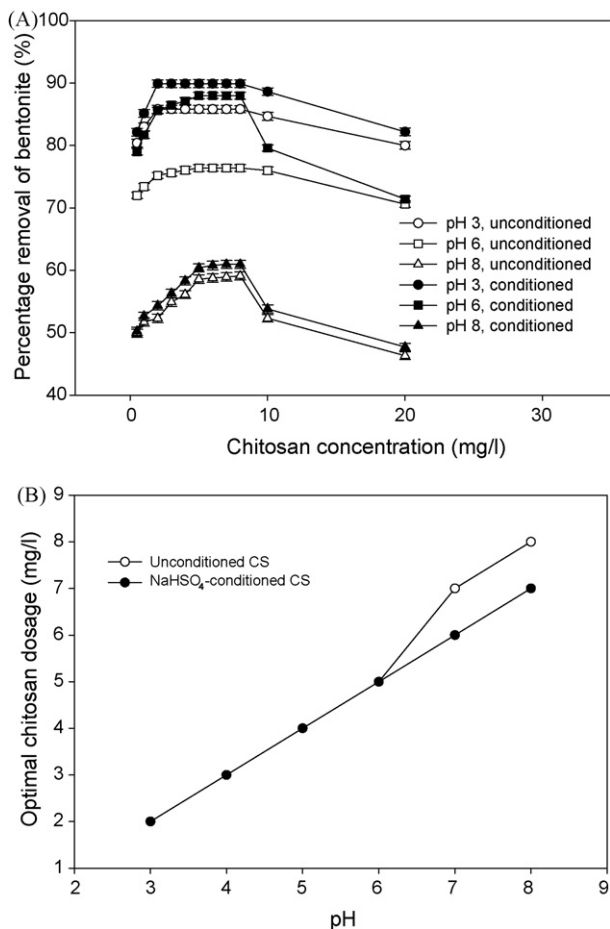 (A)
100
90
80
70
60
50
40
Percentage removal of bentonite (%)
pH 3, unconditioned
pH 6, unconditioned
pH 8, unconditioned
pH 3, conditioned
pH 6, conditioned
pH 8, conditioned
0 10 20 30
Chitosan concentration (mg/l)
(B)
9
8
7
6
5
4
3
2
1
Optimal chitosan dosage (mg/l)
Unconditioned CS
NaHSO₄-conditioned CS
2 3 4 5 6 7 8 9
pH